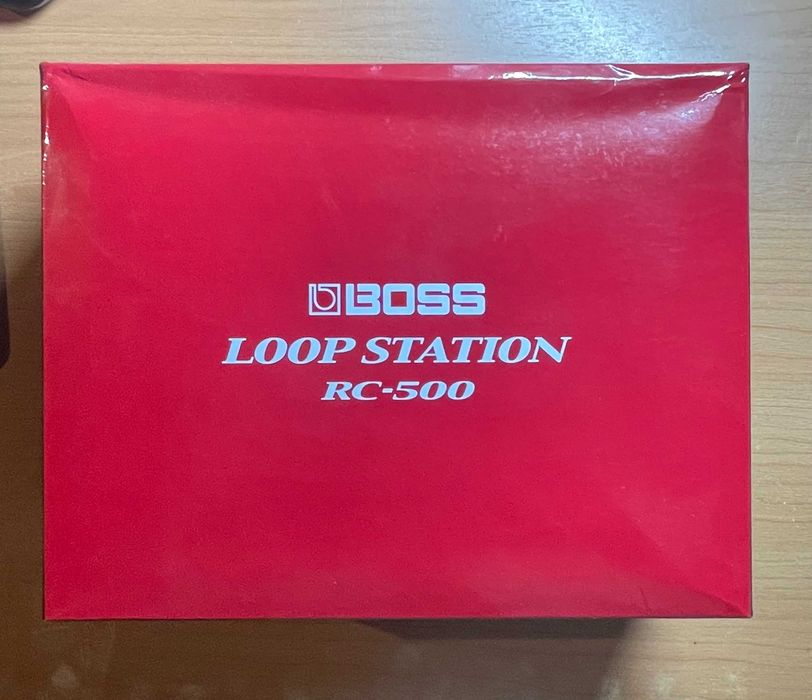 BOSS
LOOP STATION
RC-500